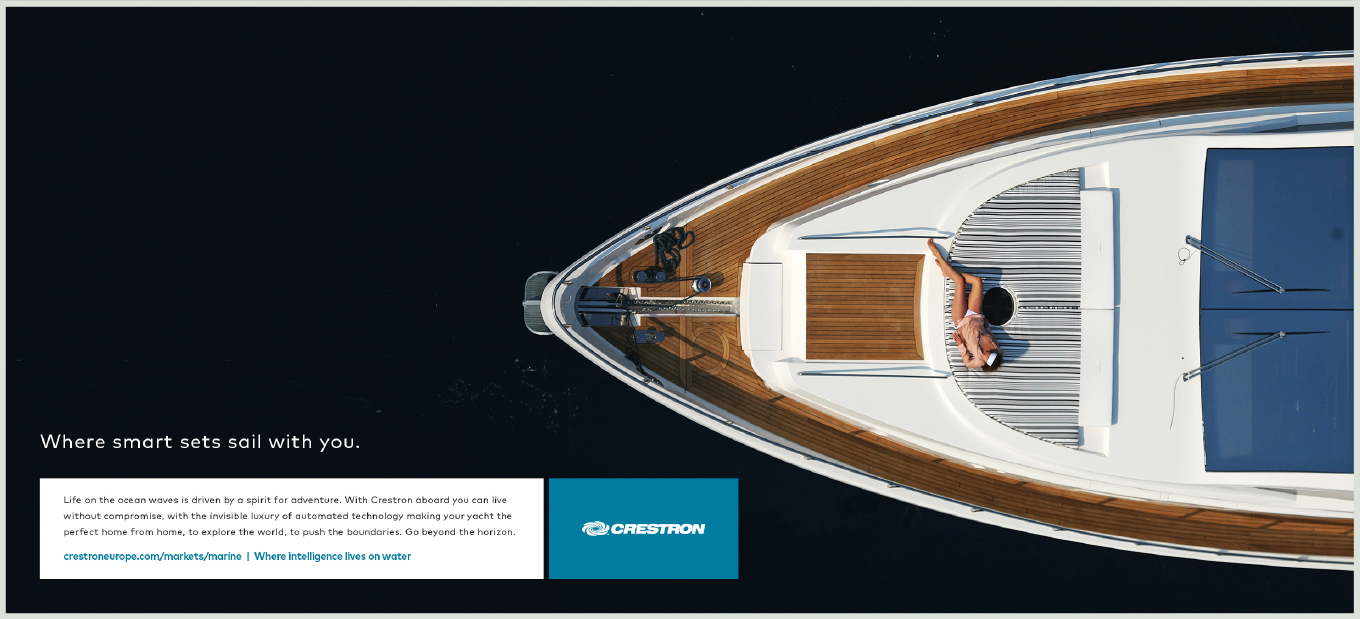 Where smart sets sail with you.
Life on the ocean waves is driven by a spirit for adventure. With Crestron aboard you can live
without compromise, with the invisible luxury of automated technology making your yacht the
perfect home from home, to explore the world, to push the boundaries. Go beyond the horizon.
crestroneurope.com/markets/marine | Where intelligence lives on water
CRESTRON